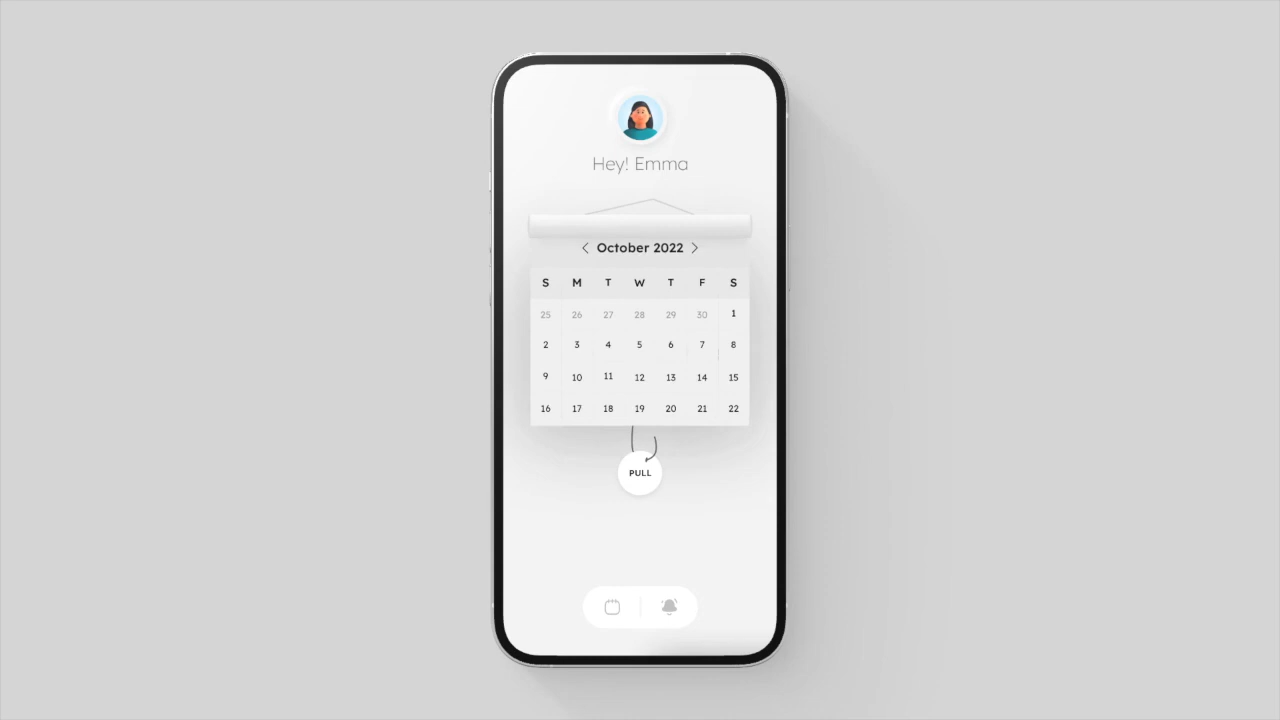 Hey! Emma
October 2022
S M T W T F S
25 26 27 28 29 30 1
2 3 4 5 6 7 8
9 10 11 12 13 14 15
16 17 18 19 20 21 22
PULL